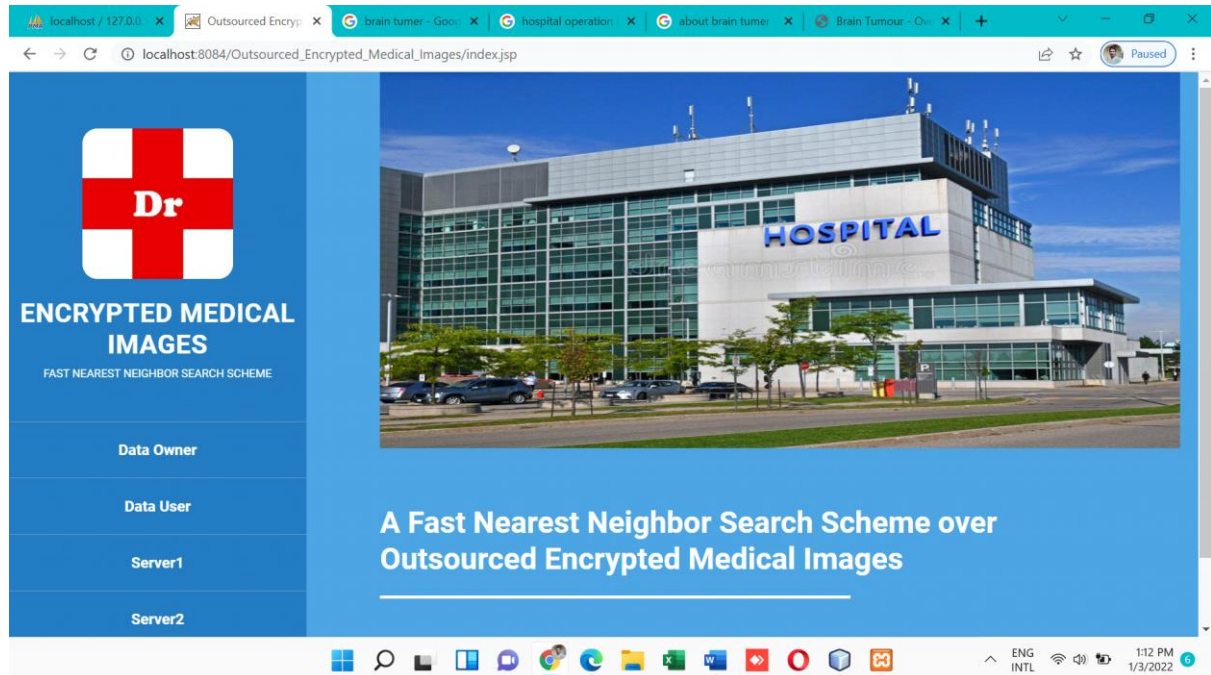 localhost / 127.0.0.
Outsourced Encryp
brain tumer - Goog
hospital operation
about brain tumer
Brain Tumour - Ov
localhost:8084/Outsourced_Encrypted_Medical_Images/index.jsp
Paused
Dr
ENCRYPTED MEDICAL
IMAGES
FAST NEAREST NEIGHBOR SEARCH SCHEME
Data Owner
Data User
Server1
Server2
HOSPITAL
P
A Fast Nearest Neighbor Search Scheme over
Outsourced Encrypted Medical Images
ENG
INTL
1:12 PM
1/3/2022
6